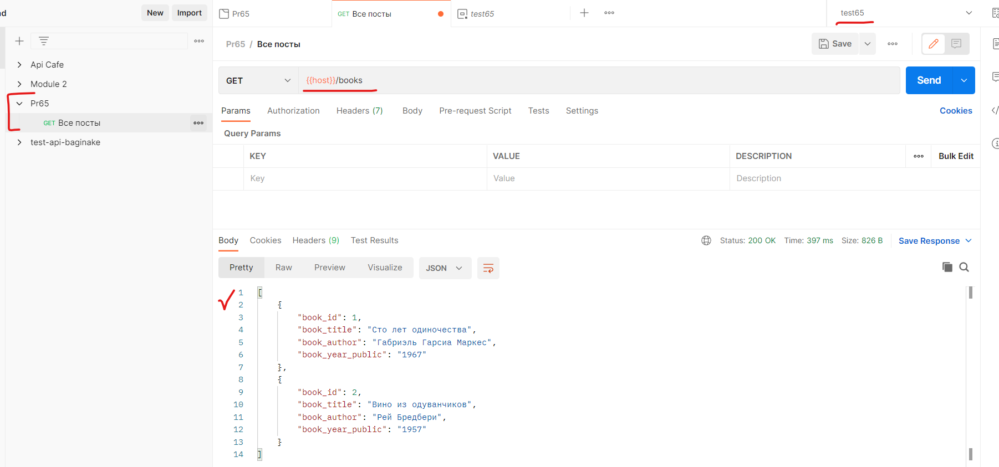 d
New
Import
Pr65
GET Все посты
test65
test65
Api Cafe
Module 2
Pr65
GET Все посты
test-api-baginake
Pr65 / Все посты
Save
GET
{{host}}/books
Send
Params
Authorization
Headers (7)
Body
Pre-request Script
Tests
Settings
Cookies
Query Params
KEY
VALUE
DESCRIPTION
Bulk Edit
Key
Value
Description
Body
Cookies
Headers (9)
Test Results
Status: 200 OK
Time: 397 ms
Size: 826 B
Save Response
Pretty
Raw
Preview
Visualize
JSON
1 [
2 {
3 "book_id": 1,
4 "book_title": "Сто лет одиночества",
5 "book_author": "Габриэль Гарсиа Маркес",
6 "book_year_public": "1967"
7 },
8 {
9 "book_id": 2,
10 "book_title": "Вино из одуванчиков",
11 "book_author": "Рей Бредбери",
12 "book_year_public": "1957"
13 }
14 ]